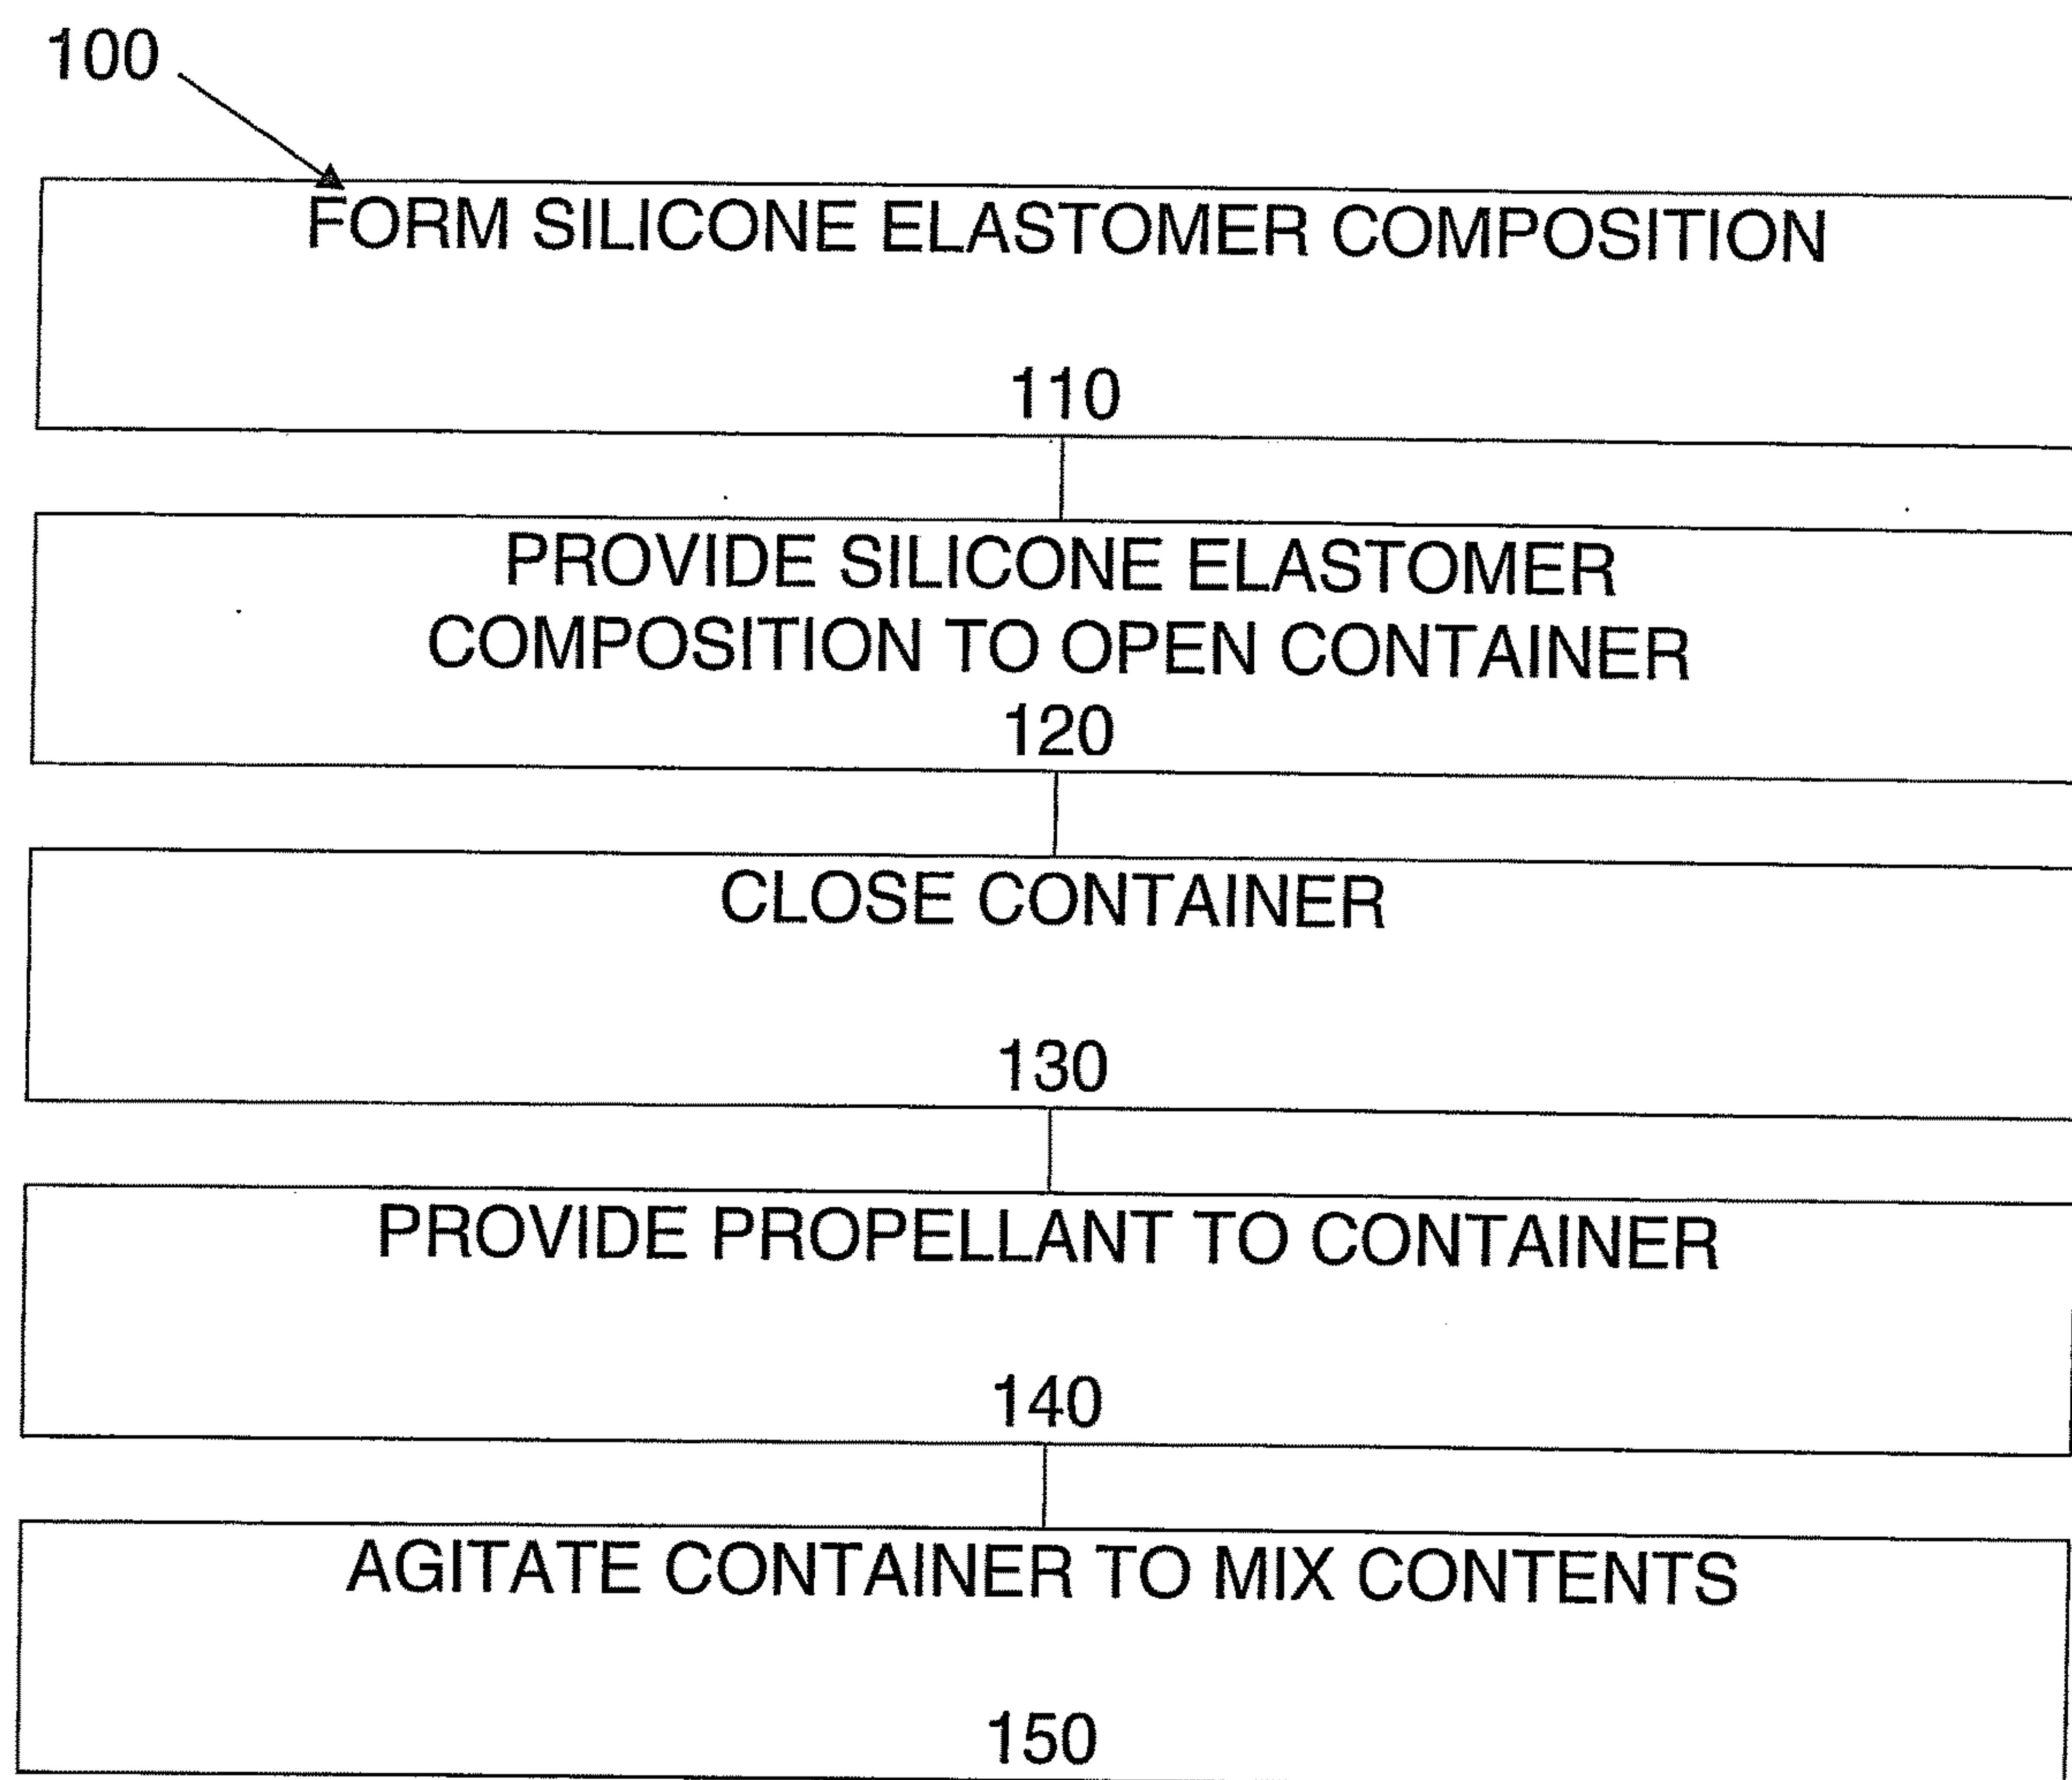 100
FORM SILICONE ELASTOMER COMPOSITION
110
PROVIDE SILICONE ELASTOMER
COMPOSITION TO OPEN CONTAINER
120
CLOSE CONTAINER
130
PROVIDE PROPELLANT TO CONTAINER
140
AGITATE CONTAINER TO MIX CONTENTS
150